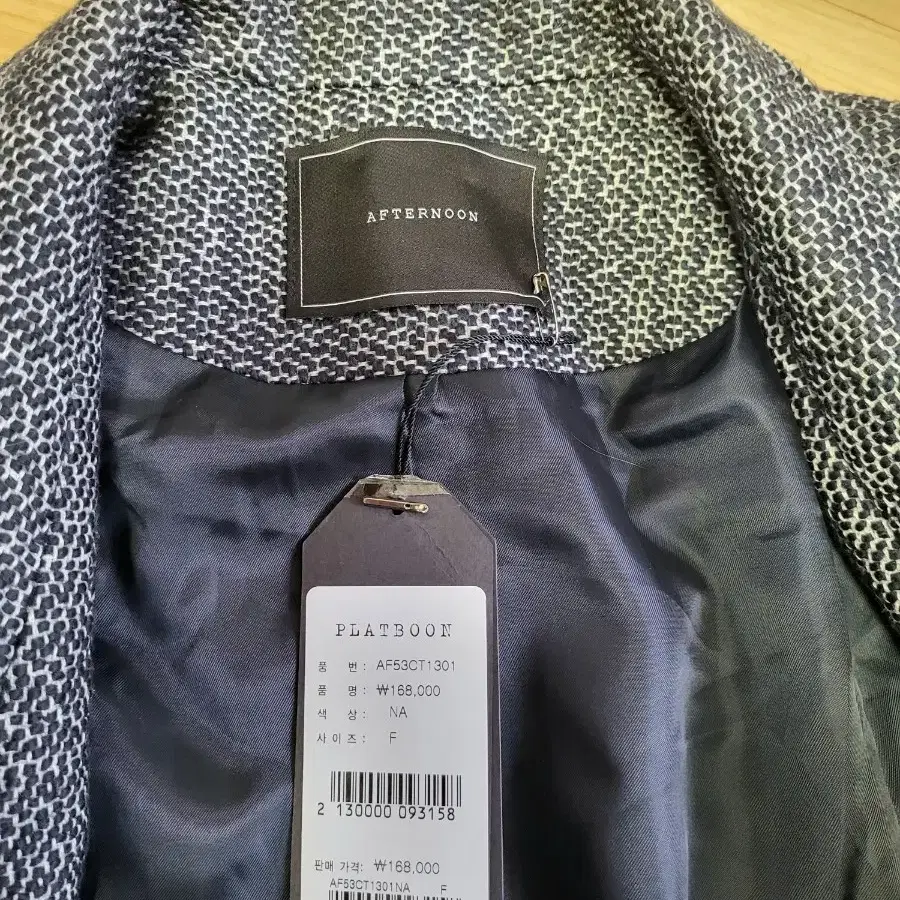 AFTERNOON
PLATBOON
품 번 : AF53CT1301
품 명 : ₩168,000
색 상 : NA
사 이 즈 : F
2 130000 093158
판매 가격: ₩168,000
AF53CT1301NA F